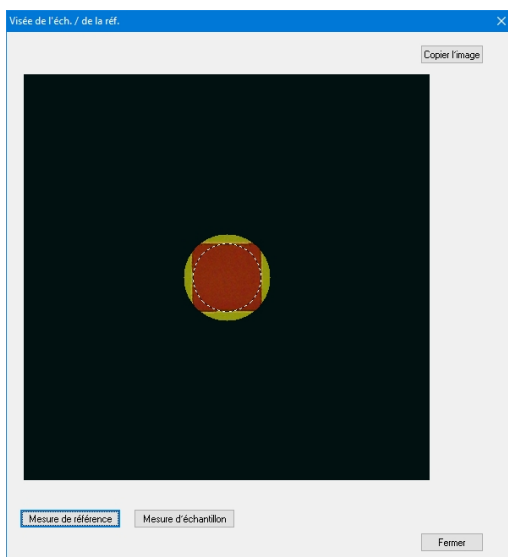 Visée de l'éch. / de la réf.
Copier l'image
Mesure de référence
Mesure d'échantillon
Fermer